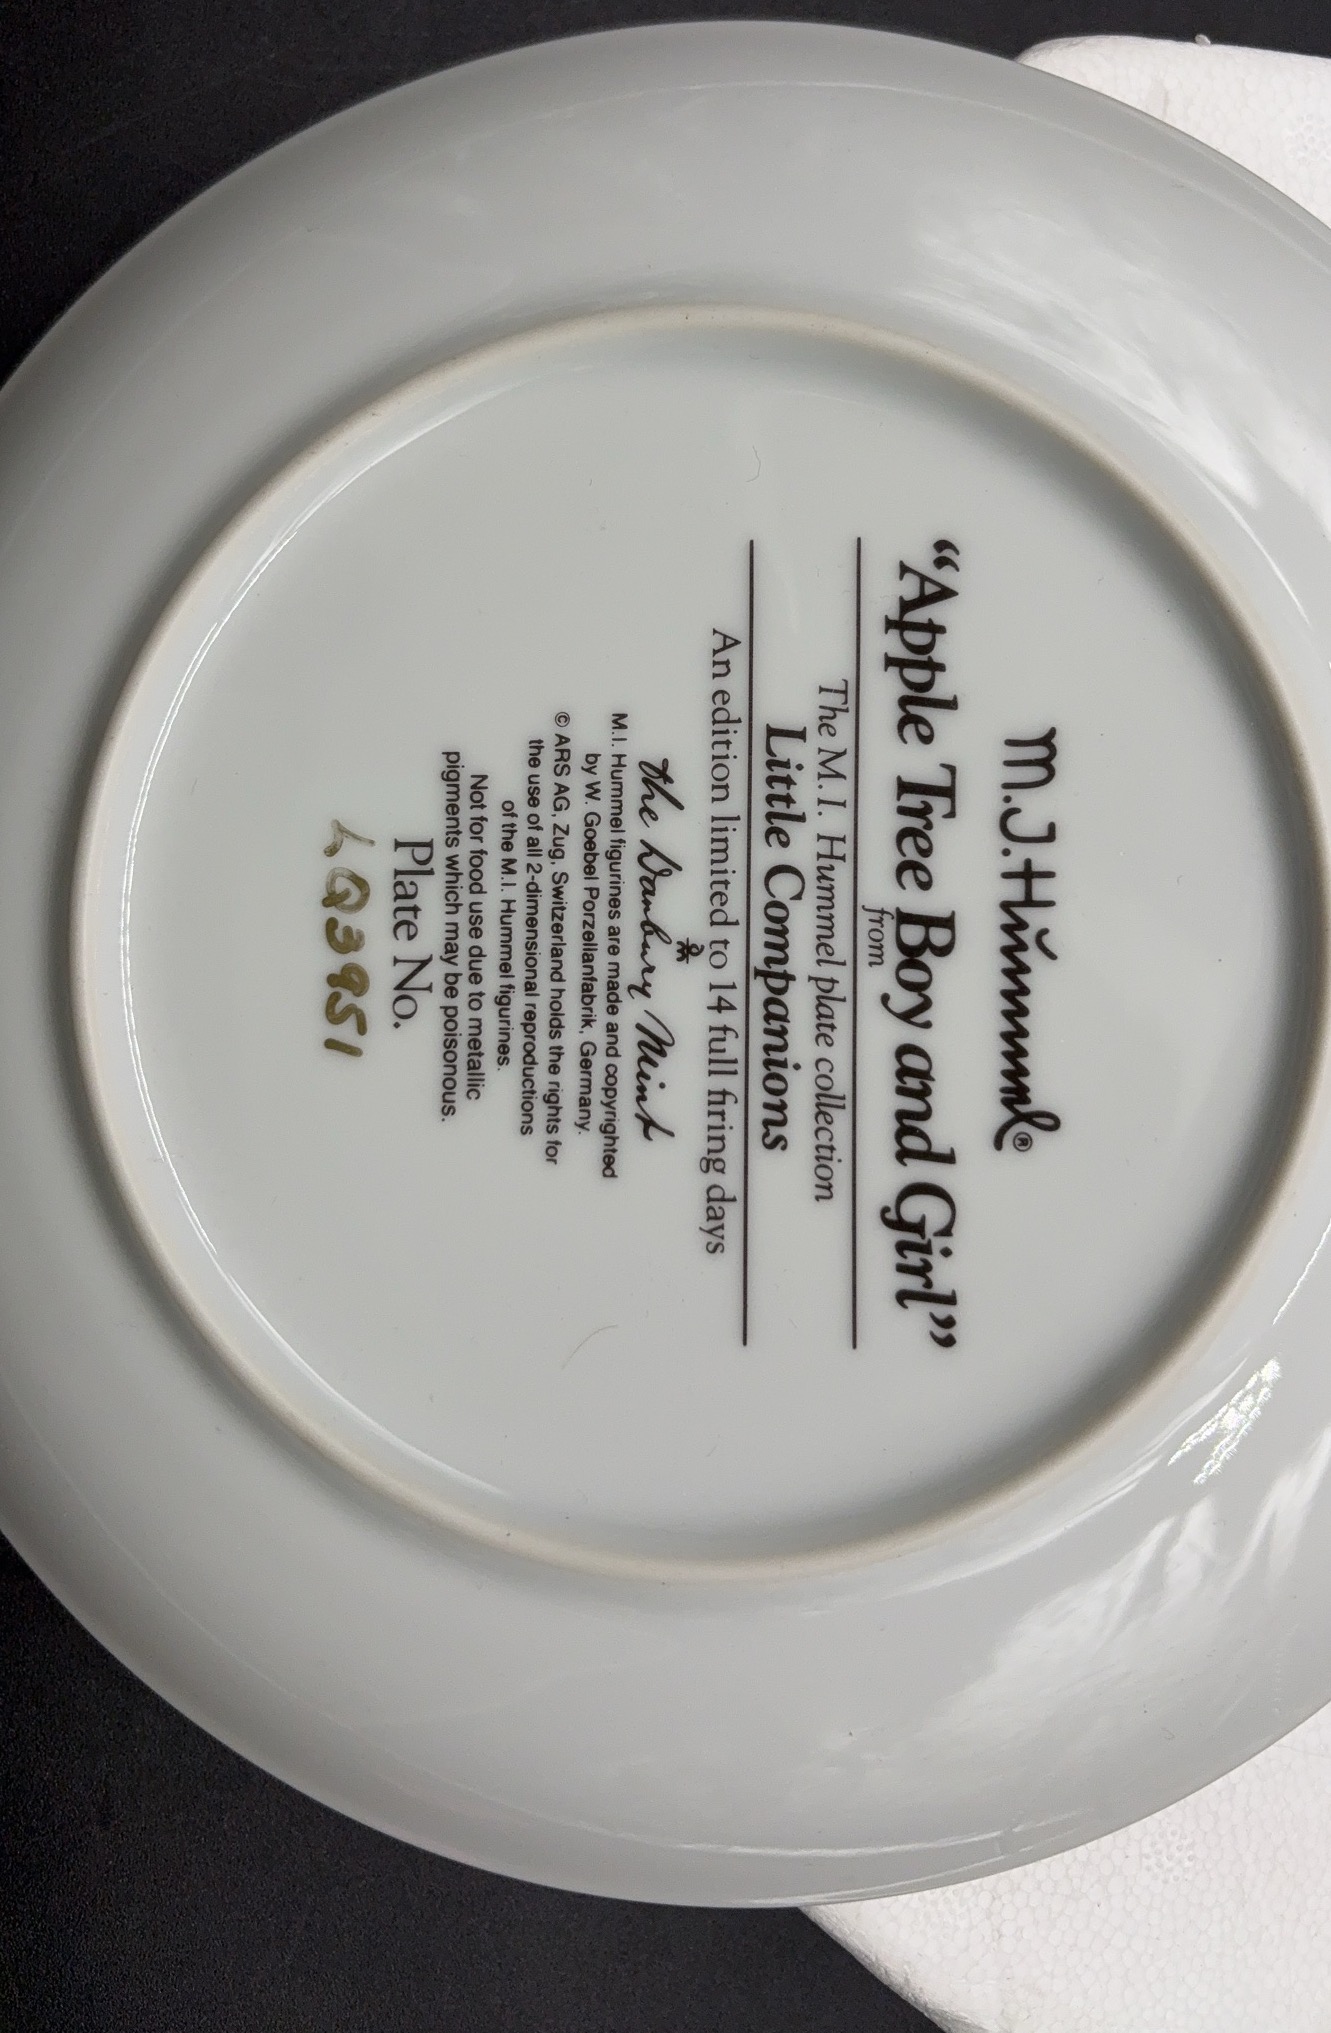 M.J. Hümmel®
“Apple Tree Boy and Girl”
from
The M.I. Hummel plate collection
Little Companions
An edition limited to 14 full firing days
the Danbury Mint
M.I. Hummel figurines are made and copyrighted
by W. Goebel Porzellanfabrik, Germany.
© ARS AG, Zug, Switzerland holds the rights for
the use of all 2-dimensional reproductions
of the M.I. Hummel figurines.
Not for food use due to metallic
pigments which may be poisonous.
Plate No.
LQ3951